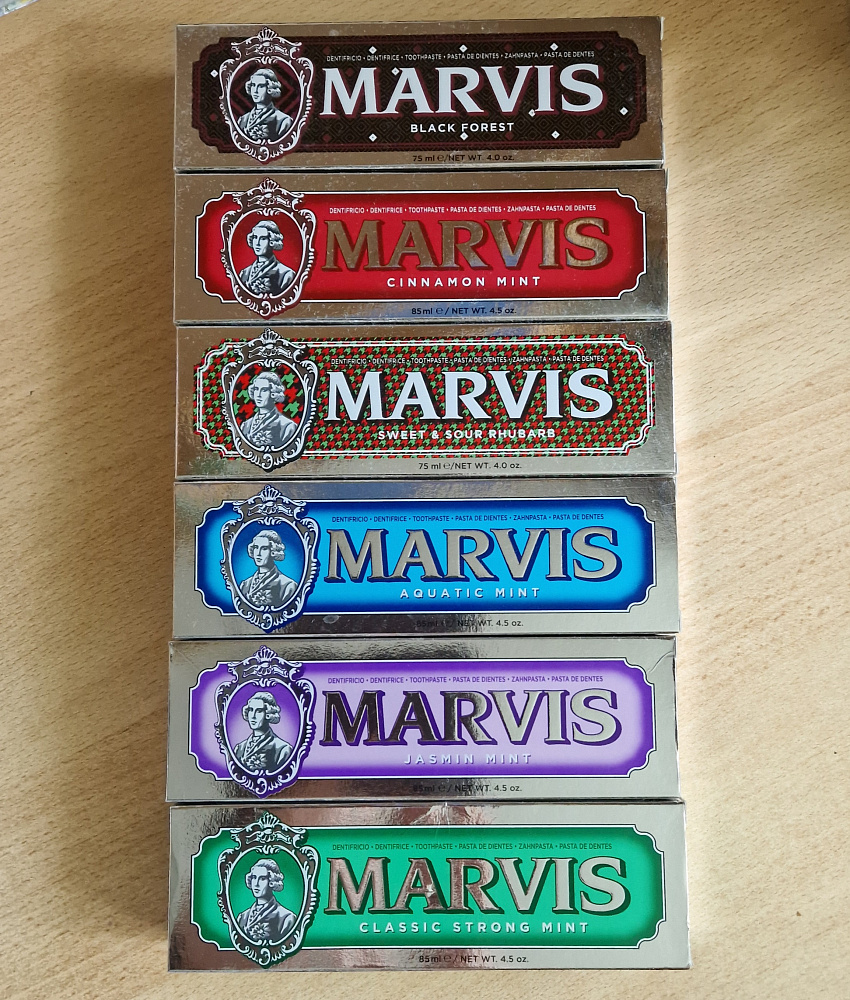 DENTIFRICIO • DENTIFRICE • TOOTHPASTE • PASTA DE DIENTES • ZAHNPASTA • PASTA DE DENTES
MARVIS
BLACK FOREST
75 ml ℮/NET WT. 4.0 oz.
DENTIFRICIO • DENTIFRICE • TOOTHPASTE • PASTA DE DIENTES • ZAHNPASTA • PASTA DE DENTES
MARVIS
CINNAMON MINT
85 ml ℮ / NET WT. 4.5 oz.
DENTIFRICIO • DENTIFRICE • TOOTHPASTE • PASTA DE DIENTES • ZAHNPASTA • PASTA DE DENTES
MARVIS
SWEET & SOUR RHUBARB
75 ml ℮/NET WT. 4.0 oz.
DENTIFRICIO • DENTIFRICE • TOOTHPASTE • PASTA DE DIENTES • ZAHNPASTA • PASTA DE DENTES
MARVIS
AQUATIC MINT
85 ml ℮ / NET WT. 4.5 oz.
DENTIFRICIO • DENTIFRICE • TOOTHPASTE • PASTA DE DIENTES • ZAHNPASTA • PASTA DE DENTES
MARVIS
JASMIN MINT
85 ml ℮ / NET WT. 4.5 oz.
DENTIFRICIO • DENTIFRICE • TOOTHPASTE • PASTA DE DIENTES • ZAHNPASTA • PASTA DE DENTES
MARVIS
CLASSIC STRONG MINT
85 ml ℮ / NET WT. 4.5 oz.